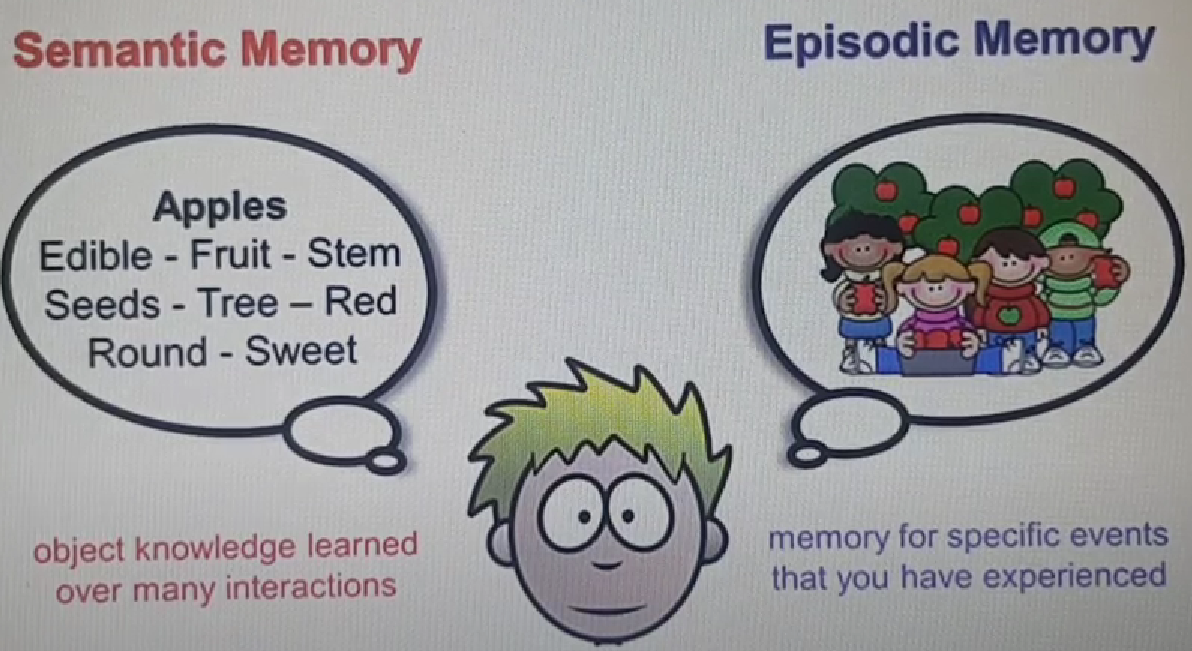 Semantic Memory
Apples
Edible - Fruit - Stem
Seeds - Tree – Red
Round - Sweet
object knowledge learned
over many interactions
Episodic Memory
memory for specific events
that you have experienced